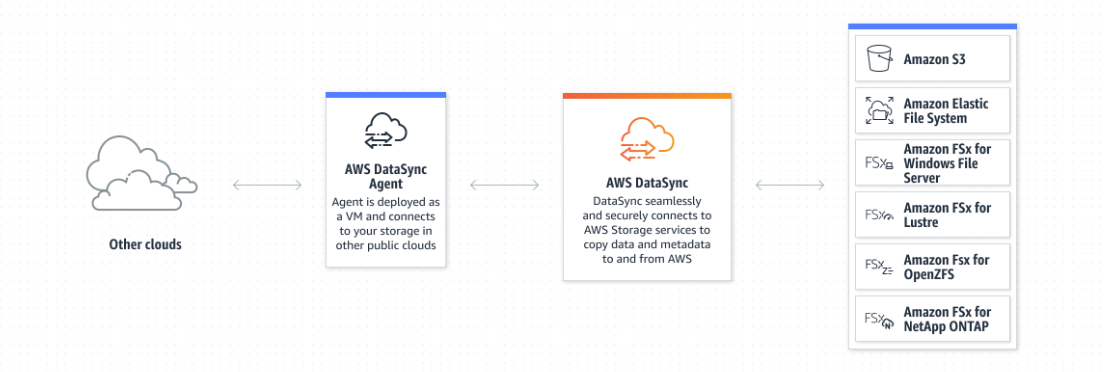 Other clouds
AWS DataSync
Agent
Agent is deployed as
a VM and connects
to your storage in
other public clouds
AWS DataSync
DataSync seamlessly
and securely connects to
AWS Storage services to
copy data and metadata
to and from AWS
Amazon S3
Amazon Elastic
File System
FSx
Amazon FSx for
Windows File
Server
FSx
Amazon FSx for
Lustre
FSx
Z
Amazon Fsx for
OpenZFS
FSx
N
Amazon FSx for
NetApp ONTAP